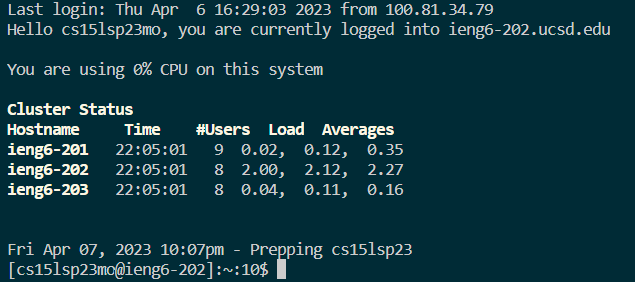 Last login: Thu Apr  6 16:29:03 2023 from 100.81.34.79
Hello cs15lsp23mo, you are currently logged into ieng6-202.ucsd.edu
You are using 0% CPU on this system
Cluster Status
Hostname     Time    #Users  Load  Averages
ieng6-201   22:05:01   9  0.02,  0.12,  0.35
ieng6-202   22:05:01   8  2.00,  2.12,  2.27
ieng6-203   22:05:01   8  0.04,  0.11,  0.16
Fri Apr 07, 2023 10:07pm - Prepping cs15lsp23
[cs15lsp23mo@ieng6-202]:~:10$